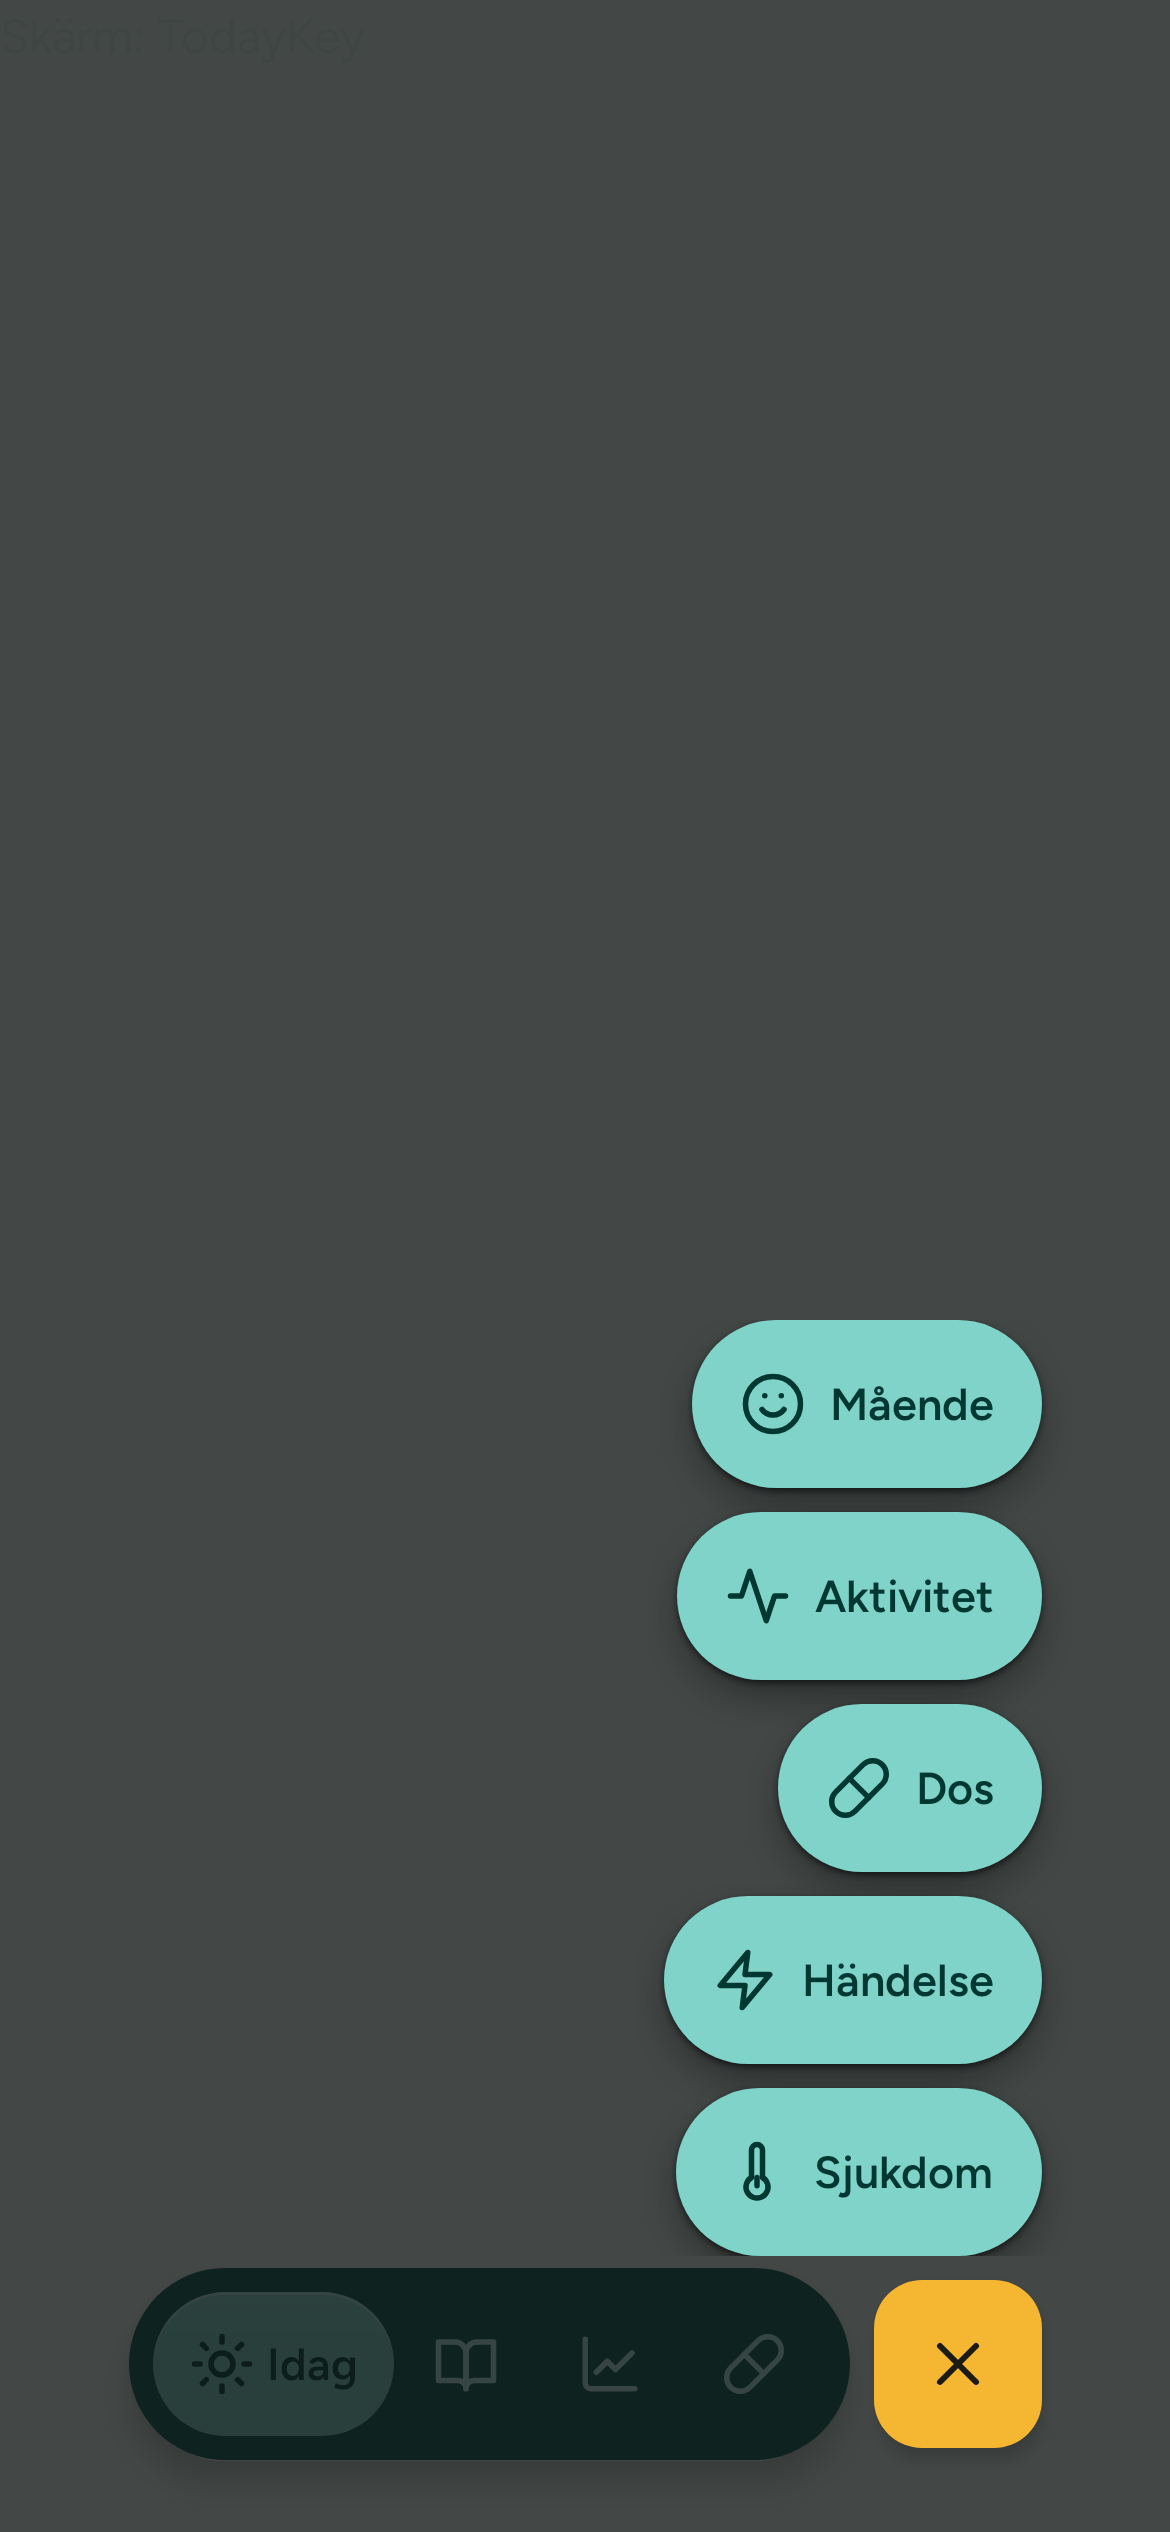 Skärm: TodayKey
Mående
Aktivitet
Dos
Händelse
Sjukdom
Idag